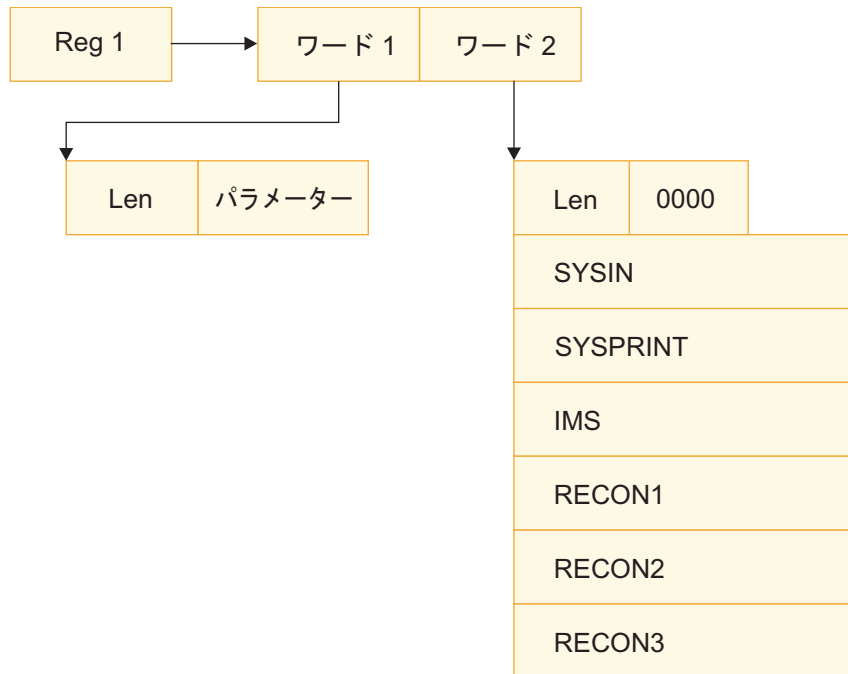 Reg 1
ワード 1
ワード 2
Len
パラメーター
Len
0000
SYSIN
SYSPRINT
IMS
RECON1
RECON2
RECON3